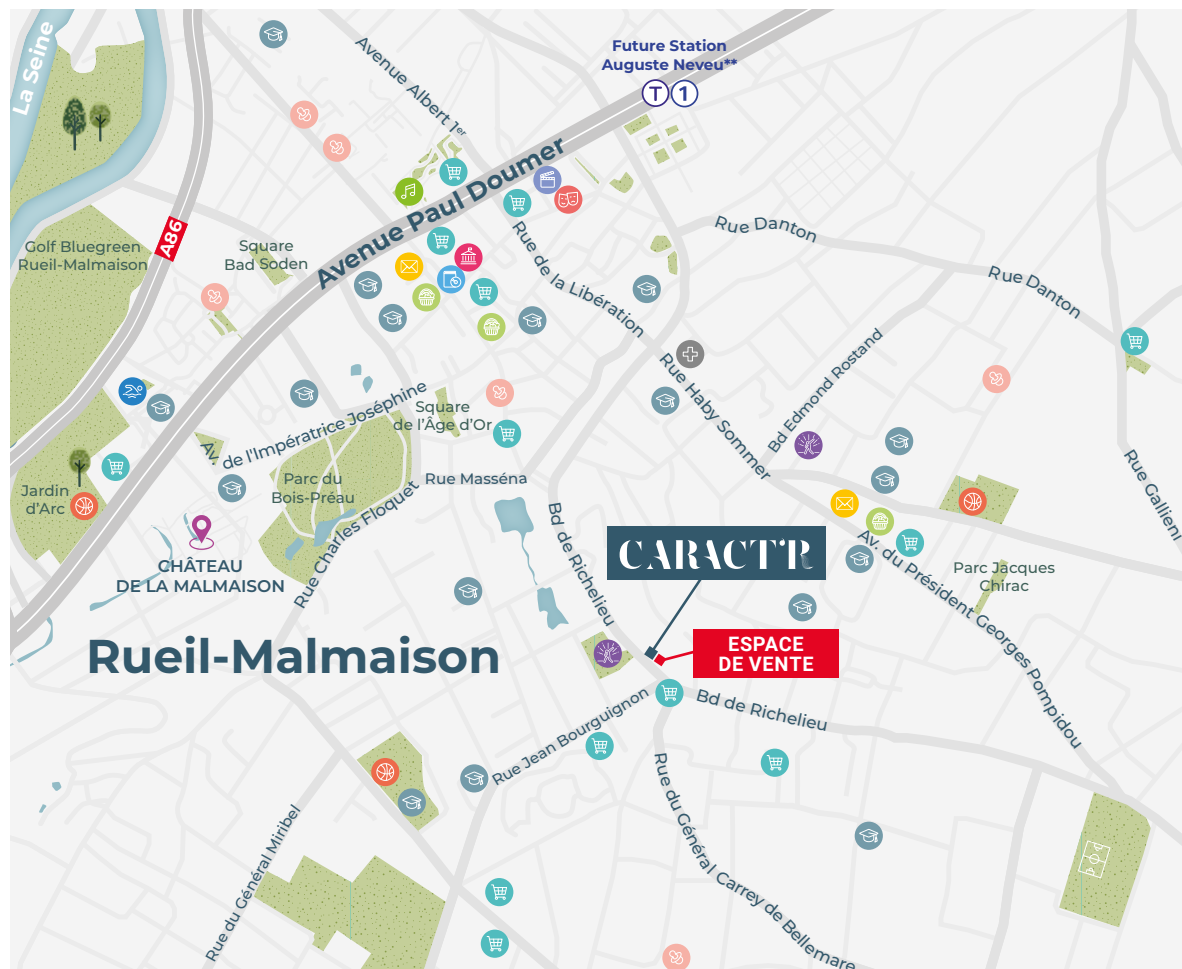 La Seine
Avenue Albert 1er
Future Station
Auguste Neveu**
T 1
Avenue Paul Doumer
A86
Golf Bluegreen
Rueil-Malmaison
Square
Bad Soden
Rue de la Libération
Rue Danton
Rue Danton
Bd Edmond Rostand
Rue Haby Sommer
Av. de l'Impératrice Joséphine
Square
de l'Âge d'Or
Rue Gallieni
Jardin
d'Arc
Parc du
Bois-Préau
Rue Masséna
Rue Charles Floquet
Bd de Richelieu
CARACT'R
CHÂTEAU
DE LA MALMAISON
Av. du Président Georges Pompidou
Parc Jacques
Chirac
Rueil-Malmaison
ESPACE
DE VENTE
Bd de Richelieu
Rue Jean Bourguignon
Rue du Général Carrey de Bellemare
Rue du Général Miribel